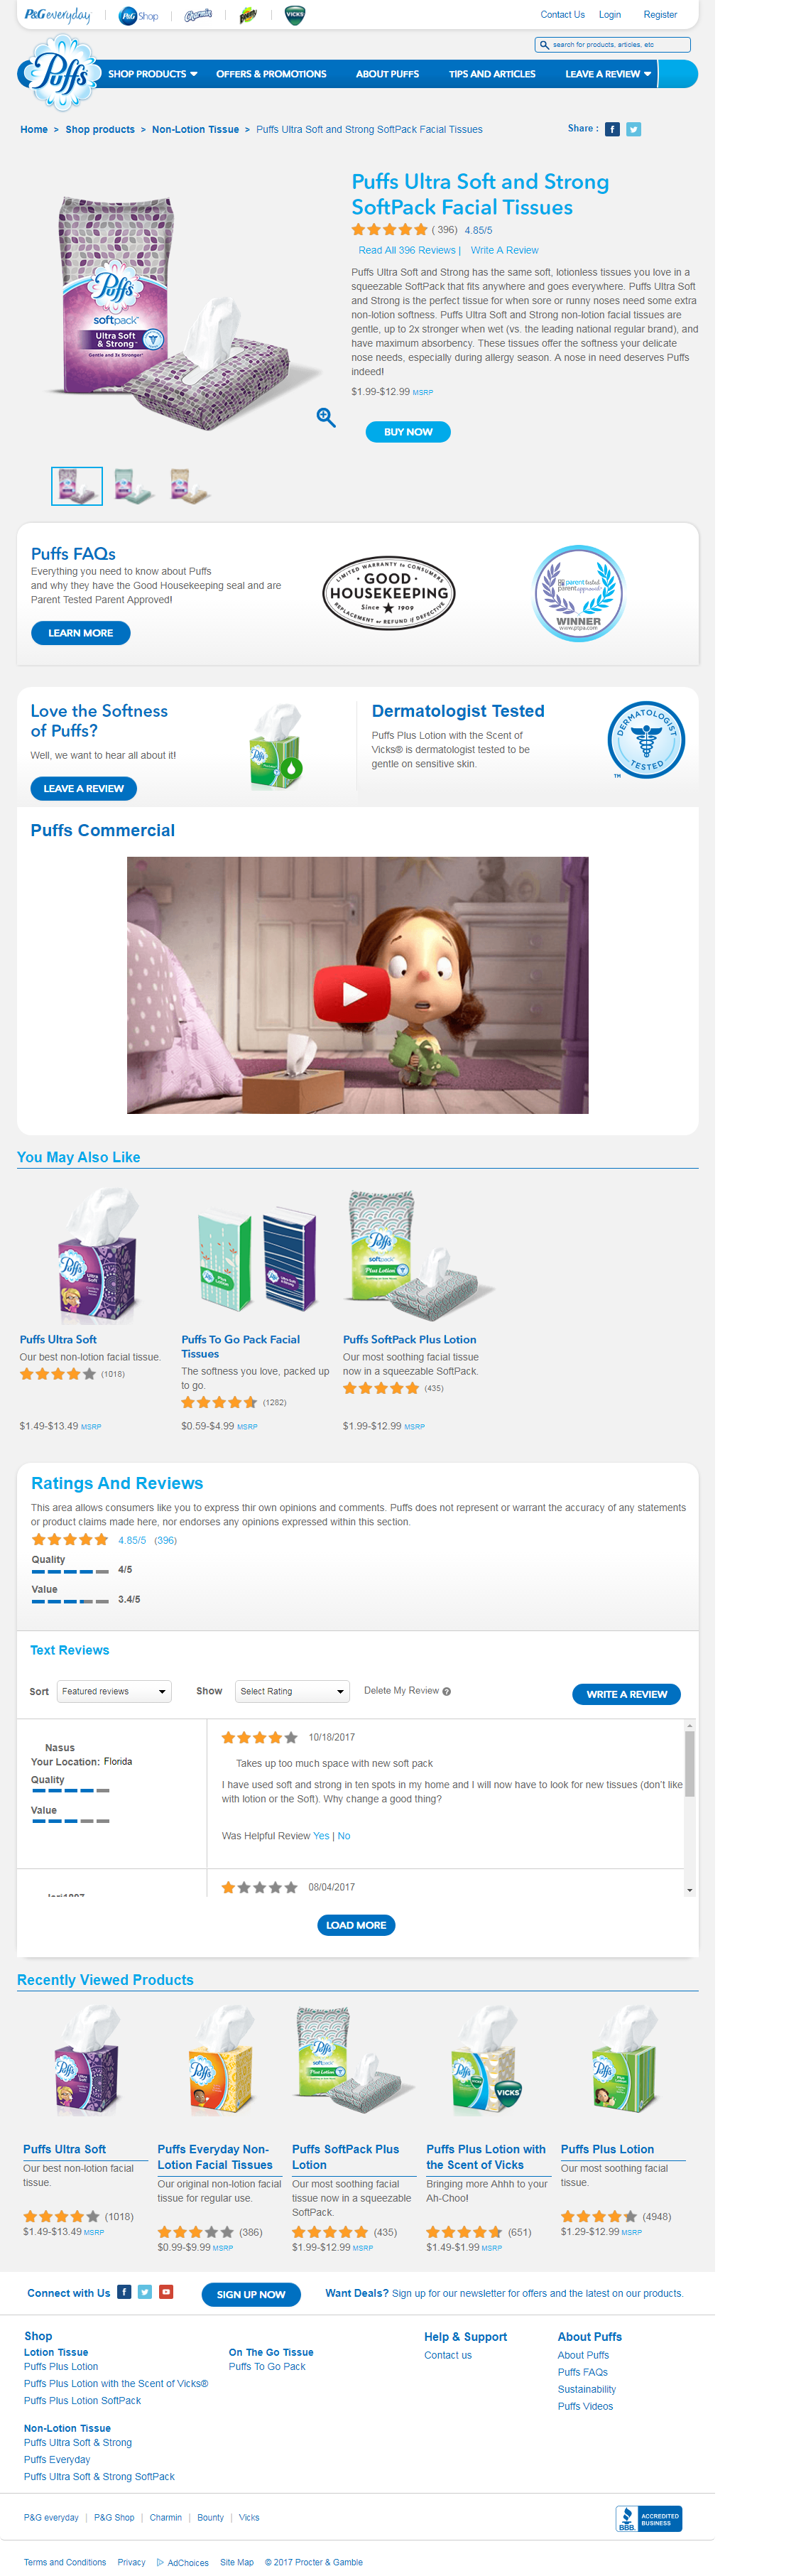 P&G everyday
P&G Shop
Charmin
Bounty
VICKS
Contact Us
Login
Register
search for products, articles, etc
Puffs
SHOP PRODUCTS
OFFERS & PROMOTIONS
ABOUT PUFFS
TIPS AND ARTICLES
LEAVE A REVIEW
Home > Shop products > Non-Lotion Tissue > Puffs Ultra Soft and Strong SoftPack Facial Tissues
Share :
Puffs Ultra Soft and Strong
SoftPack Facial Tissues
( 396) 4.85/5
Read All 396 Reviews | Write A Review
Puffs Ultra Soft and Strong has the same soft, lotionless tissues you love in a
squeezable SoftPack that fits anywhere and goes everywhere. Puffs Ultra Soft
and Strong is the perfect tissue for when sore or runny noses need some extra
non-lotion softness. Puffs Ultra Soft and Strong non-lotion facial tissues are
gentle, up to 2x stronger when wet (vs. the leading national regular brand), and
have maximum absorbency. These tissues offer the softness your delicate
nose needs, especially during allergy season. A nose in need deserves Puffs
indeed!
$1.99-$12.99 MSRP
BUY NOW
Puffs
softpack
Ultra Soft
& Strong
Gentle and 3x Stronger
Puffs FAQs
Everything you need to know about Puffs
and why they have the Good Housekeeping seal and are
Parent Tested Parent Approved!
LEARN MORE
LIMITED WARRANTY to CONSUMERS
GOOD
HOUSEKEEPING
Since ★ 1909
REPLACEMENT or REFUND if DEFECTIVE
parent tested
parent approved
WINNER
www.ptpa.com
Love the Softness
of Puffs?
Well, we want to hear all about it!
LEAVE A REVIEW
Puffs
Dermatologist Tested
Puffs Plus Lotion with the Scent of
Vicks® is dermatologist tested to be
gentle on sensitive skin.
DERMATOLOGIST
TESTED
TM
Puffs Commercial
You May Also Like
Puffs
Ultra Soft
Puffs
Plus Lotion
Puffs
Puffs
softpack
Plus Lotion
Puffs Ultra Soft
Our best non-lotion facial tissue.
(1018)
$1.49-$13.49 MSRP
Puffs To Go Pack Facial
Tissues
The softness you love, packed up
to go.
(1282)
$0.59-$4.99 MSRP
Puffs SoftPack Plus Lotion
Our most soothing facial tissue
now in a squeezable SoftPack.
(435)
$1.99-$12.99 MSRP
Ratings And Reviews
This area allows consumers like you to express thir own opinions and comments. Puffs does not represent or warrant the accuracy of any statements
or product claims made here, nor endorses any opinions expressed within this section.
4.85/5 (396)
Quality
4/5
Value
3.4/5
Text Reviews
Sort
Featured reviews
Show
Select Rating
Delete My Review ?
WRITE A REVIEW
Nasus
Your Location: Florida
Quality
Value
10/18/2017
Takes up too much space with new soft pack
I have used soft and strong in ten spots in my home and I will now have to look for new tissues (don't like
with lotion or the Soft). Why change a good thing?
Was Helpful Review Yes | No
08/04/2017
LOAD MORE
Recently Viewed Products
Puffs
Puffs
Puffs
softpack
Plus Lotion
Puffs
VICKS
Puffs
Puffs Ultra Soft
Our best non-lotion facial
tissue.
(1018)
$1.49-$13.49 MSRP
Puffs Everyday Non-
Lotion Facial Tissues
Our original non-lotion facial
tissue for regular use.
(386)
$0.99-$9.99 MSRP
Puffs SoftPack Plus
Lotion
Our most soothing facial
tissue now in a squeezable
SoftPack.
(435)
$1.99-$12.99 MSRP
Puffs Plus Lotion with
the Scent of Vicks
Bringing more Ahhh to your
Ah-Choo!
(651)
$1.49-$1.99 MSRP
Puffs Plus Lotion
Our most soothing facial
tissue.
(4948)
$1.29-$12.99 MSRP
Connect with Us
SIGN UP NOW
Want Deals? Sign up for our newsletter for offers and the latest on our products.
Shop
Lotion Tissue
Puffs Plus Lotion
Puffs Plus Lotion with the Scent of Vicks®
Puffs Plus Lotion SoftPack
Non-Lotion Tissue
Puffs Ultra Soft & Strong
Puffs Everyday
Puffs Ultra Soft & Strong SoftPack
On The Go Tissue
Puffs To Go Pack
Help & Support
Contact us
About Puffs
About Puffs
Puffs FAQs
Sustainability
Puffs Videos
P&G everyday | P&G Shop | Charmin | Bounty | Vicks
BBB.
ACCREDITED
BUSINESS
Terms and Conditions
Privacy
AdChoices
Site Map
© 2017 Procter & Gamble